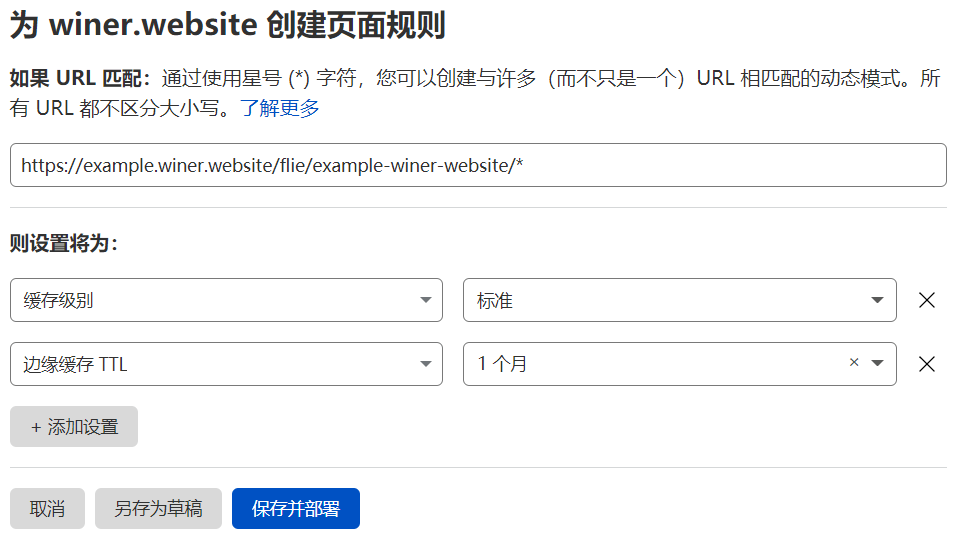 为 winer.website 创建页面规则
如果 URL 匹配：通过使用星号 (*) 字符，您可以创建与许多（而不只是一个）URL 相匹配的动态模式。所
有 URL 都不区分大小写。了解更多
https://example.winer.website/flie/example-winer-website/*
则设置将为：
缓存级别 标准
边缘缓存 TTL 1 个月
+ 添加设置
取消 另存为草稿 保存并部署